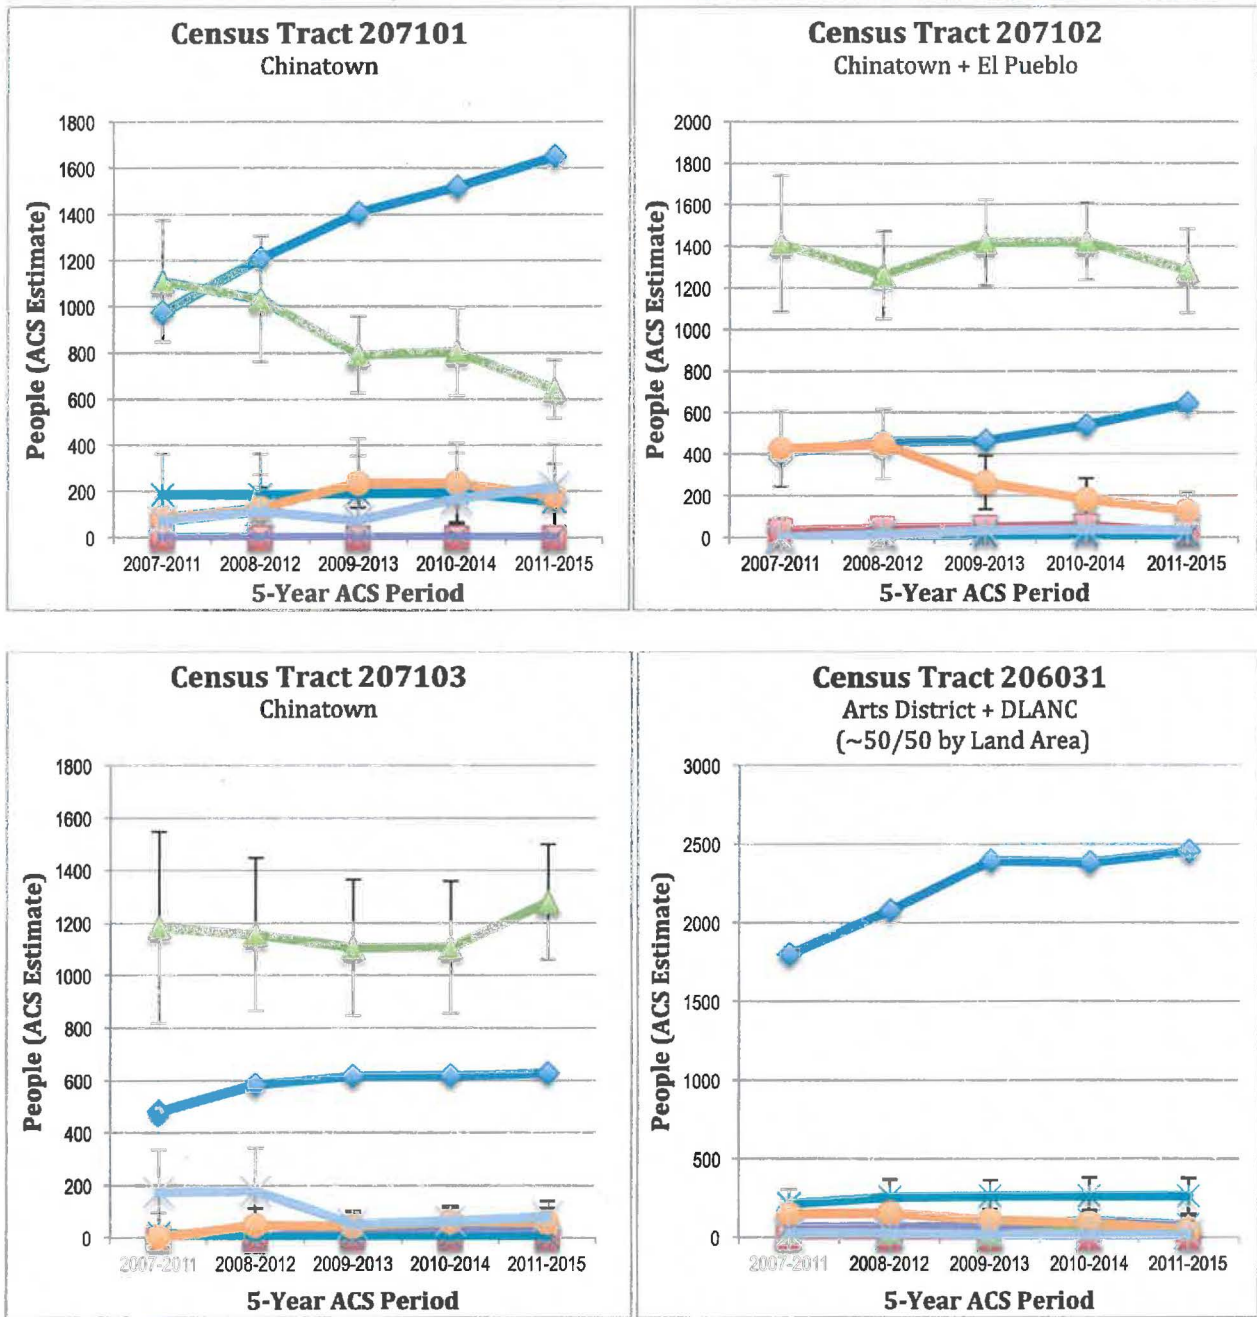 Census Tract 207101
Chinatown
1800
1600
1400
1200
1000
800
600
400
200
0
People (ACS Estimate)
2007-2011 2008-2012 2009-2013 2010-2014 2011-2015
5-Year ACS Period
Census Tract 207102
Chinatown + El Pueblo
2000
1800
1600
1400
1200
1000
800
600
400
200
0
People (ACS Estimate)
2007-2011 2008-2012 2009-2013 2010-2014 2011-2015
5-Year ACS Period
Census Tract 207103
Chinatown
1800
1600
1400
1200
1000
800
600
400
200
0
People (ACS Estimate)
2007-2011 2008-2012 2009-2013 2010-2014 2011-2015
5-Year ACS Period
Census Tract 206031
Arts District + DLANC
(~50/50 by Land Area)
3000
2500
2000
1500
1000
500
0
People (ACS Estimate)
2007-2011 2008-2012 2009-2013 2010-2014 2011-2015
5-Year ACS Period